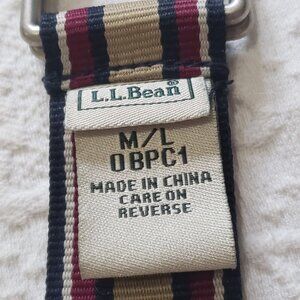 L.L.Bean®
M/L
0BPC1
MADE IN CHINA
CARE ON
REVERSE